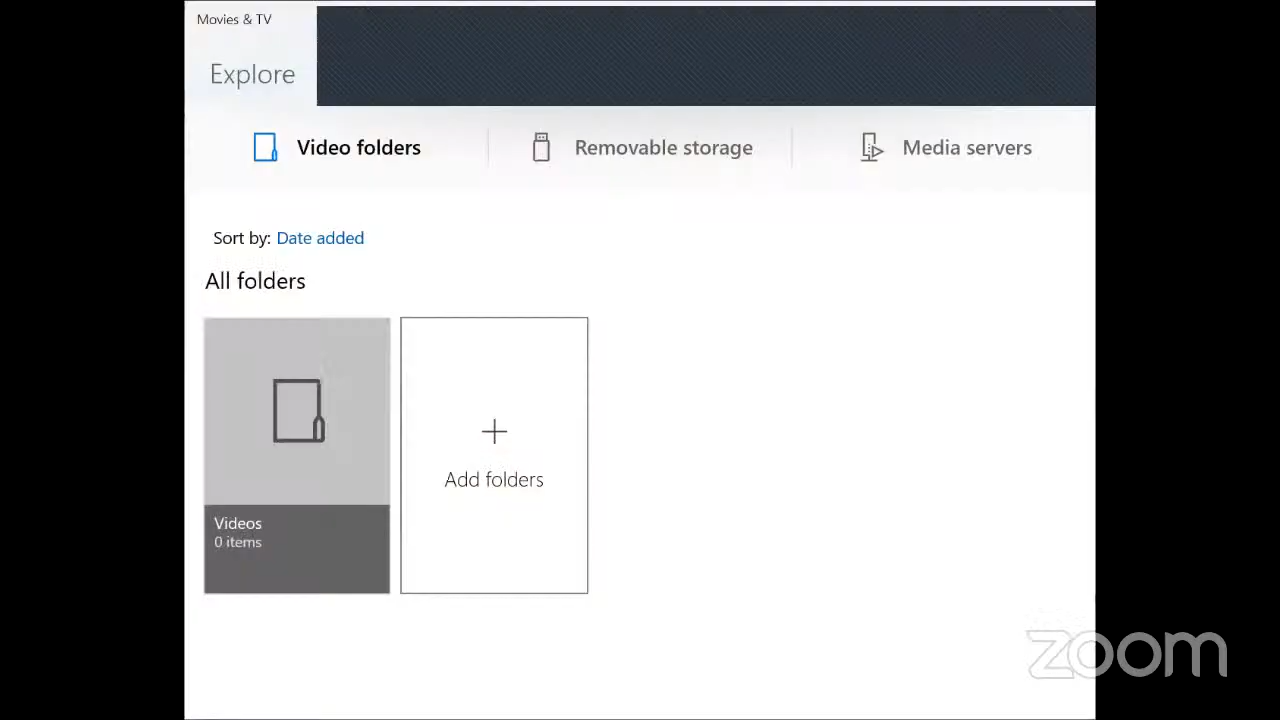 Movies & TV
Explore
Video folders
Removable storage
Media servers
Sort by: Date added
All folders
Add folders
Videos
0 items
zoom